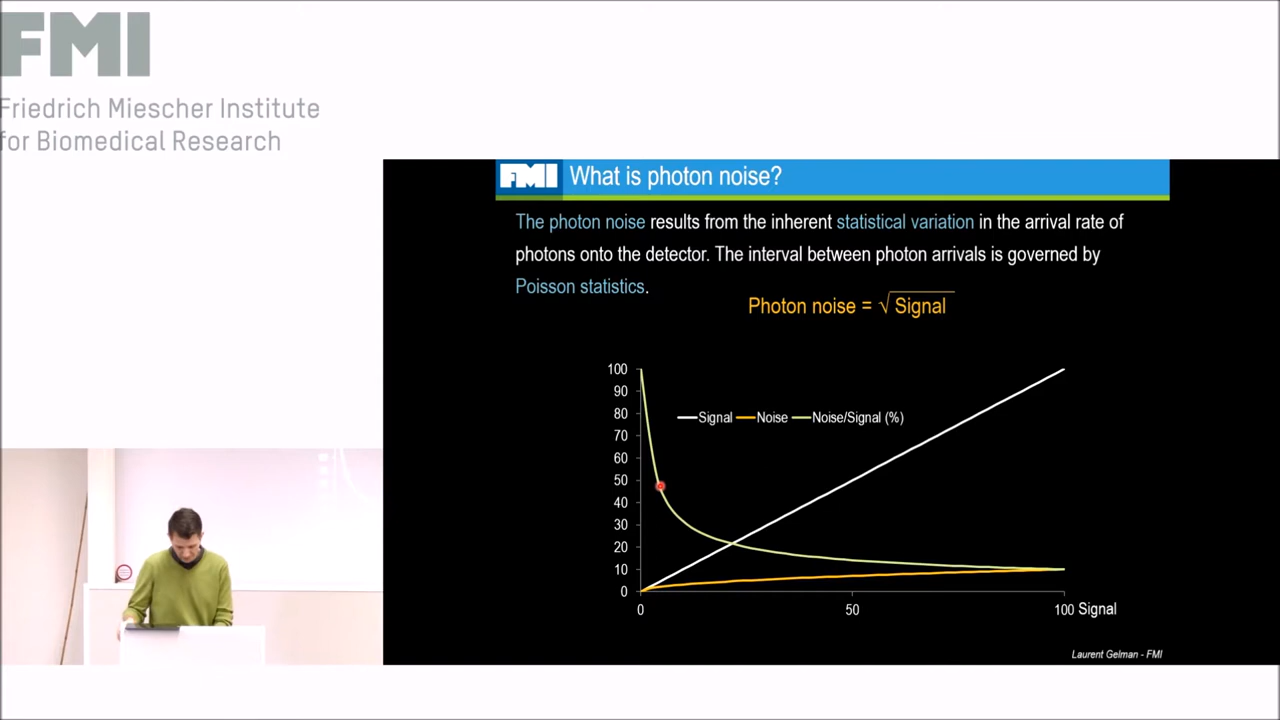 FMI
Friedrich Miescher Institute
for Biomedical Research
FMI What is photon noise?
The photon noise results from the inherent statistical variation in the arrival rate of
photons onto the detector. The interval between photon arrivals is governed by
Poisson statistics.
Photon noise = √ Signal
100
90
80
70
60
50
40
30
20
10
0
Signal Noise Noise/Signal (%)
0 50 100 Signal
Laurent Gelman - FMI